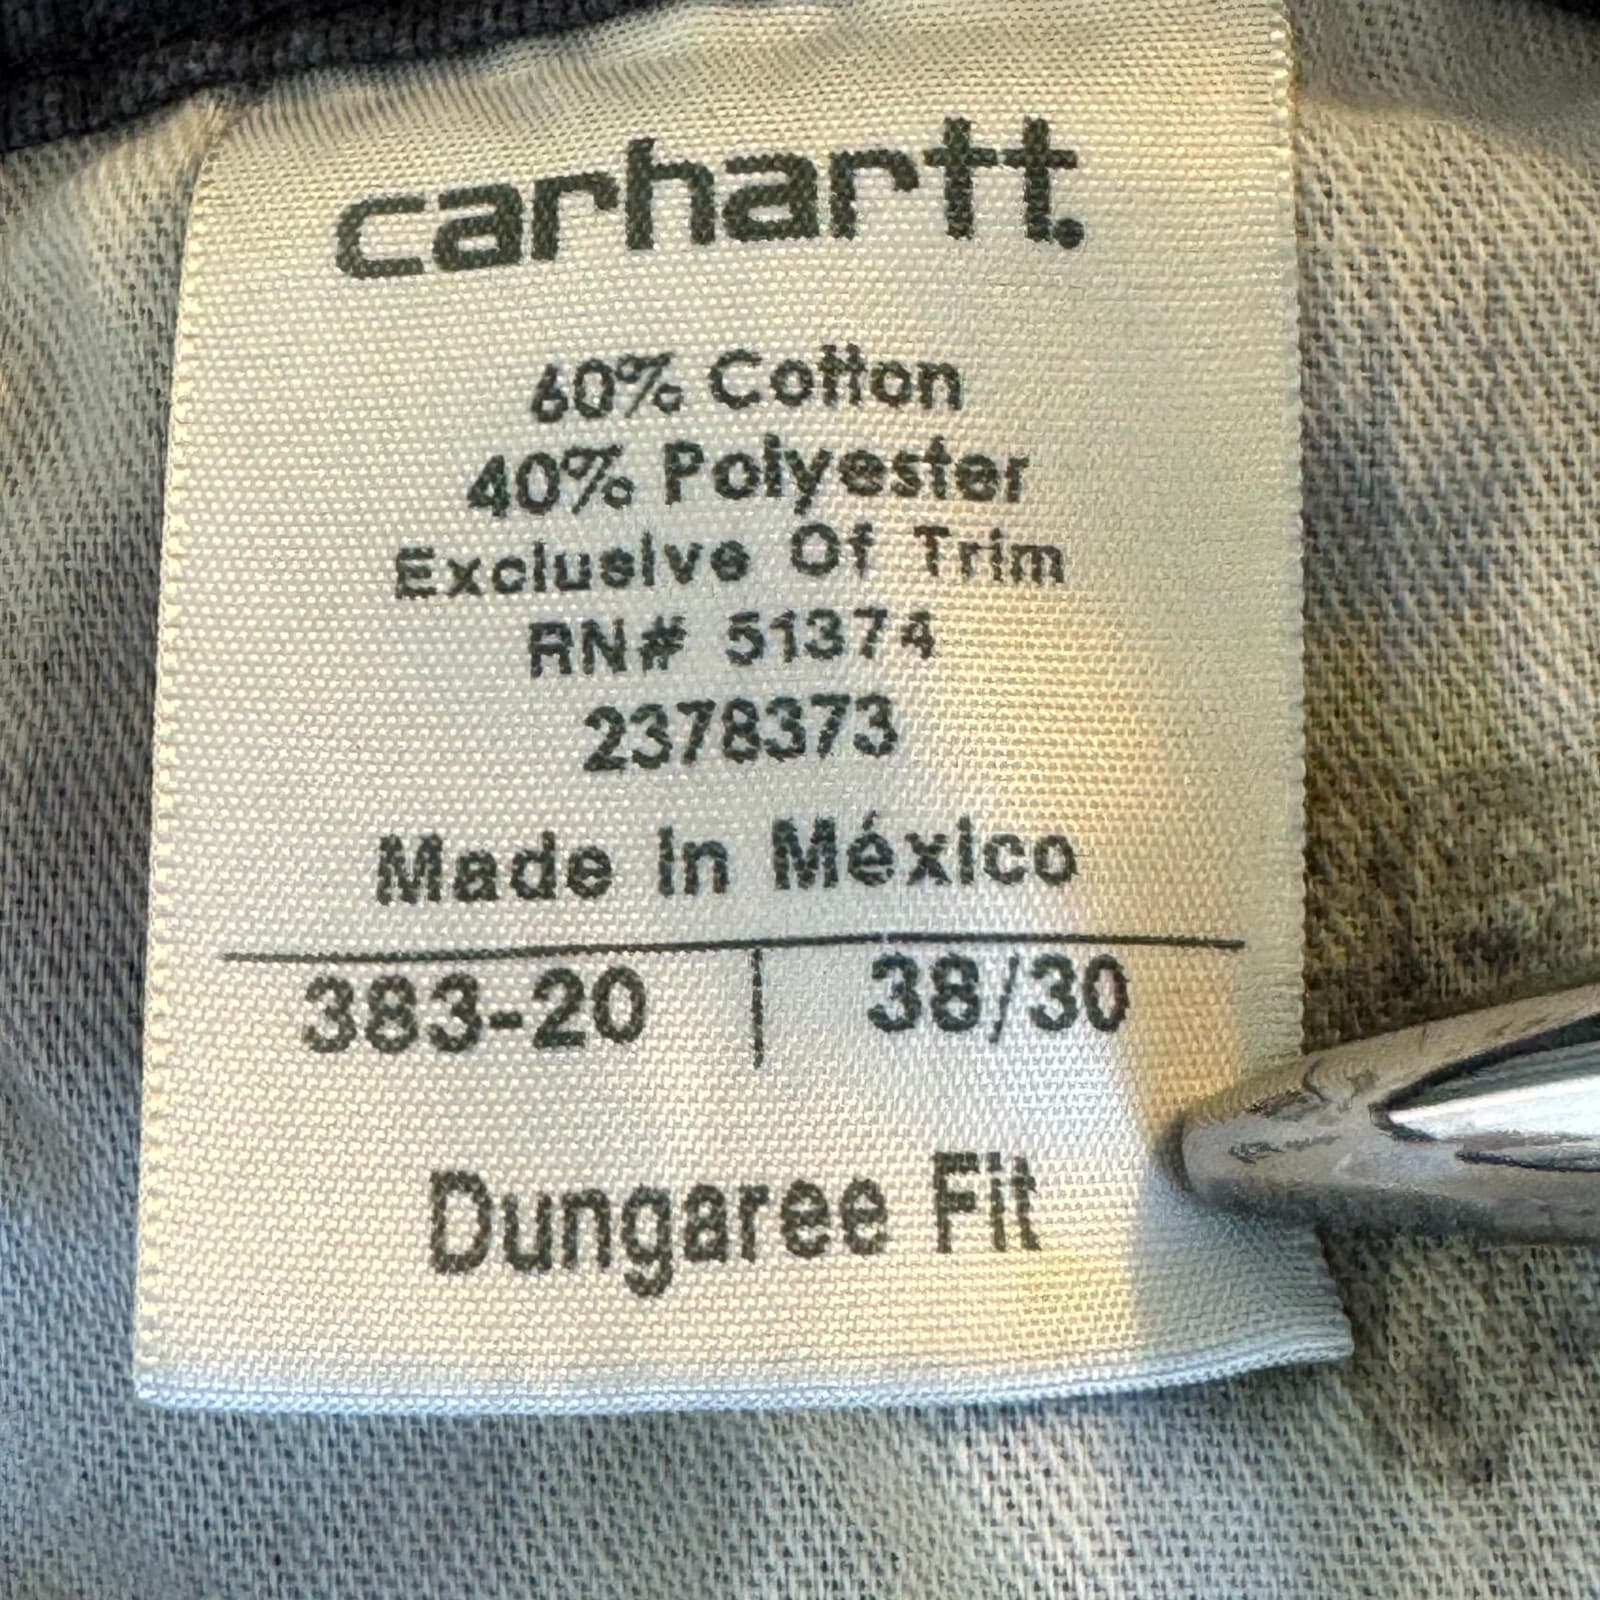 carhartt.
60% Cotton
40% Polyester
Exclusive Of Trim
RN# 51374
2378373
Made In México
383-20 | 38/30
Dungaree Fit